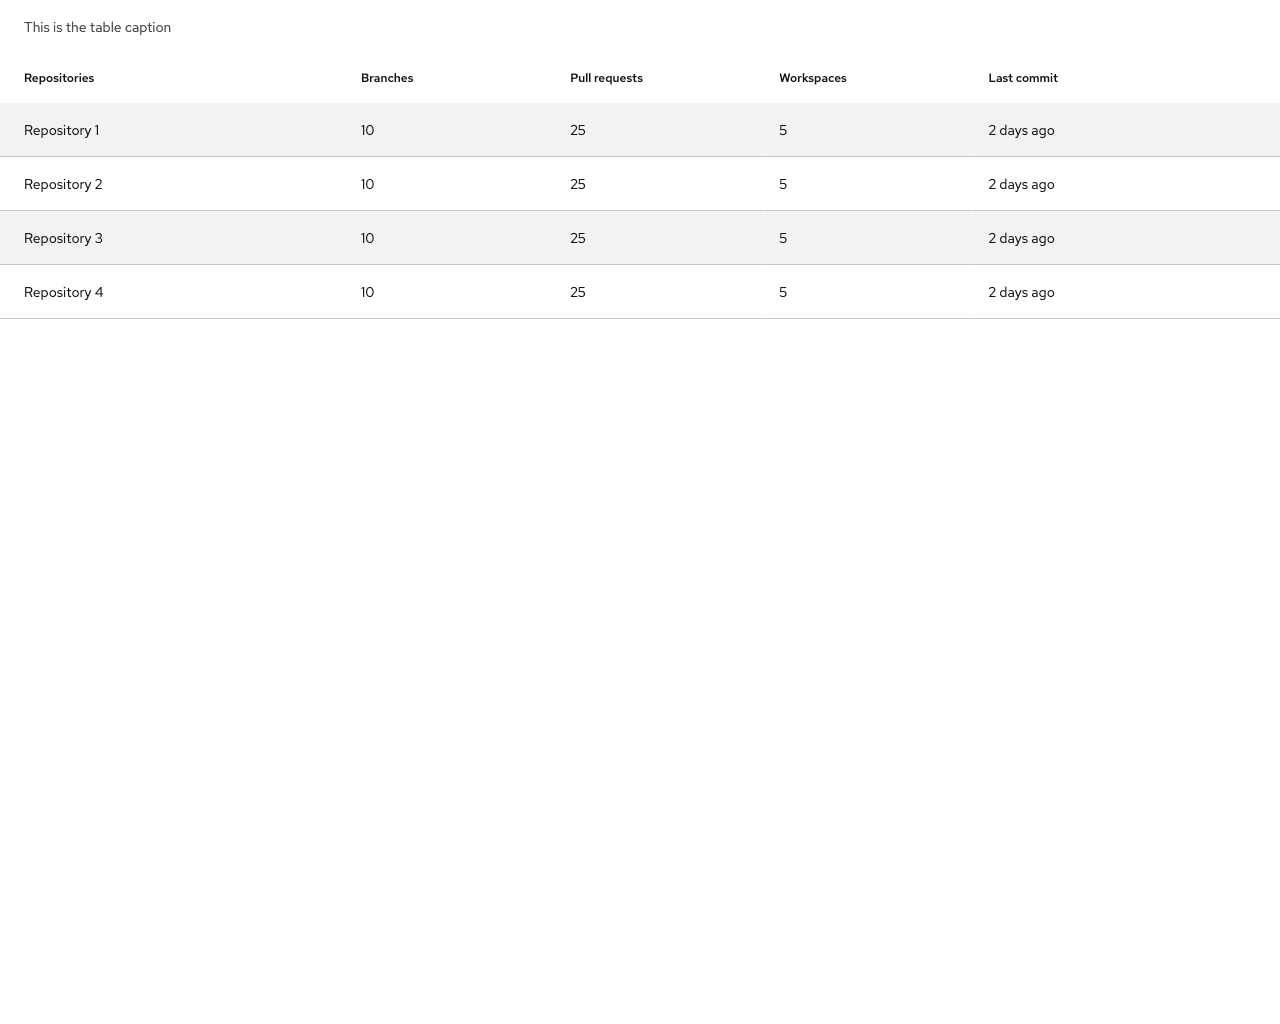 This is the table caption
Repositories Branches Pull requests Workspaces Last commit
Repository 1 10 25 5 2 days ago
Repository 2 10 25 5 2 days ago
Repository 3 10 25 5 2 days ago
Repository 4 10 25 5 2 days ago